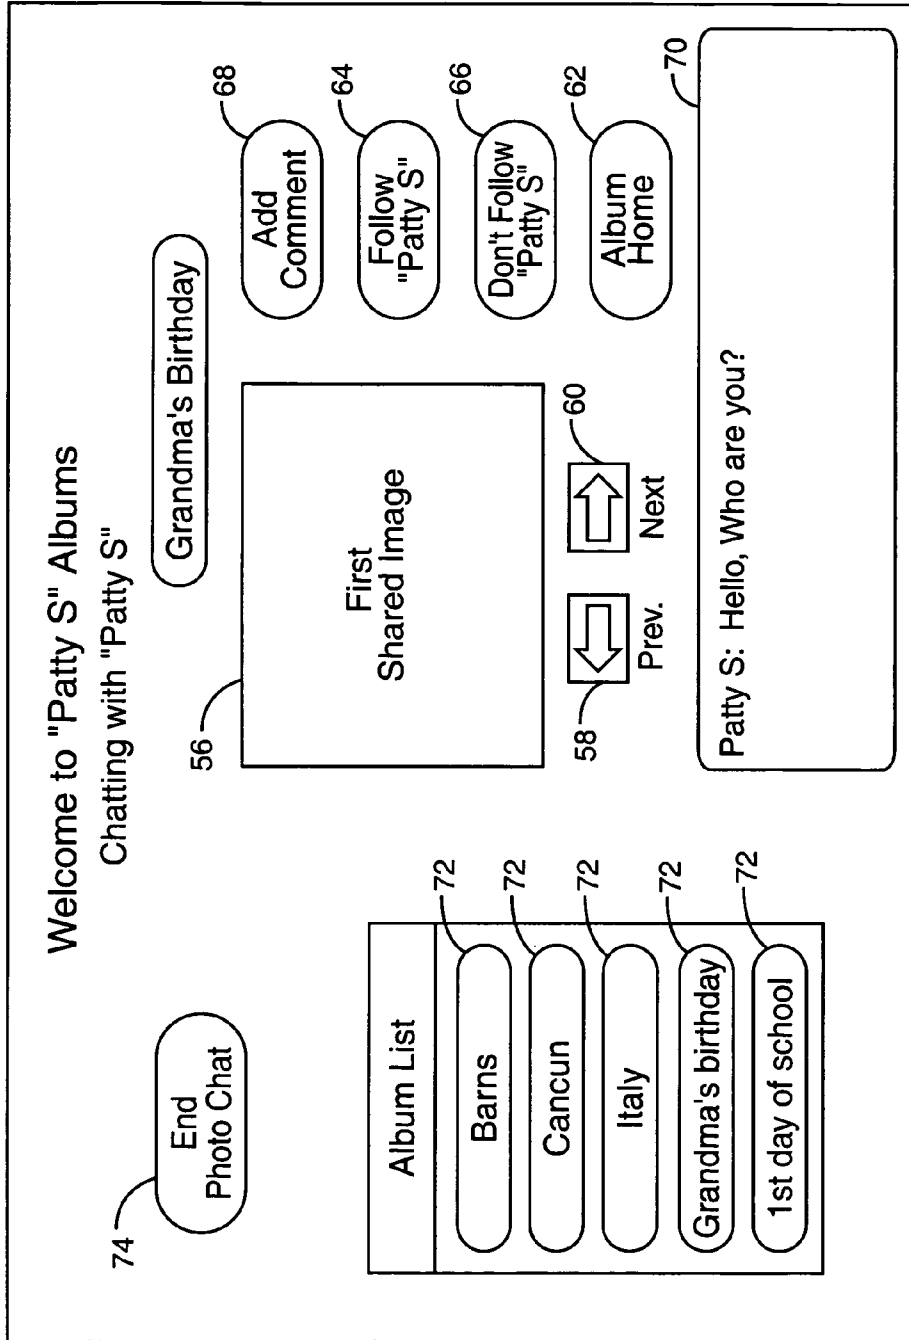 Welcome to "Patty S" Albums
Chatting with "Patty S"
74
End
Photo Chat
Grandma's Birthday
Album List
Barns
72
Cancun
72
Italy
72
Grandma's birthday
72
1st day of school
72
56
First
Shared Image
58
Prev.
60
Next
68
Add
Comment
64
Follow
"Patty S"
66
Don't Follow
"Patty S"
62
Album
Home
70
Patty S: Hello, Who are you?